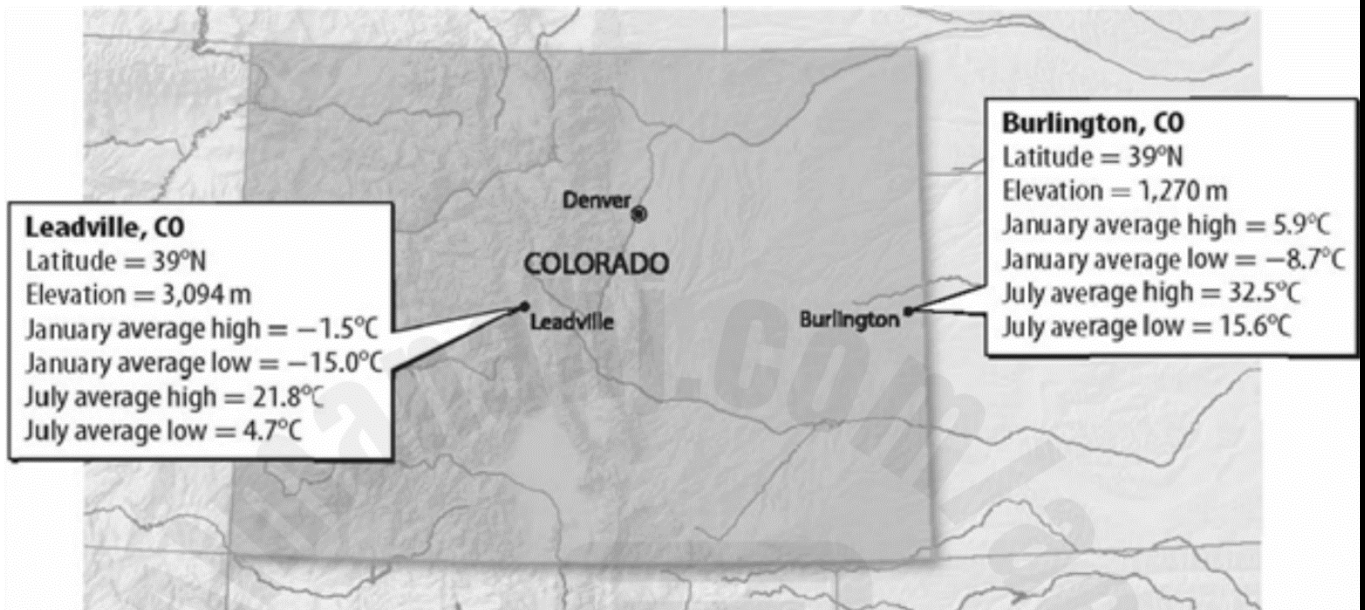 Burlington, CO
Latitude = 39°N
Elevation = 1,270 m
January average high = 5.9°C
January average low = −8.7°C
July average high = 32.5°C
July average low = 15.6°C
Denver
Leadville, CO
Latitude = 39°N
Elevation = 3,094 m
January average high = −1.5°C
January average low = −15.0°C
July average high = 21.8°C
July average low = 4.7°C
COLORADO
Leadville
Burlington